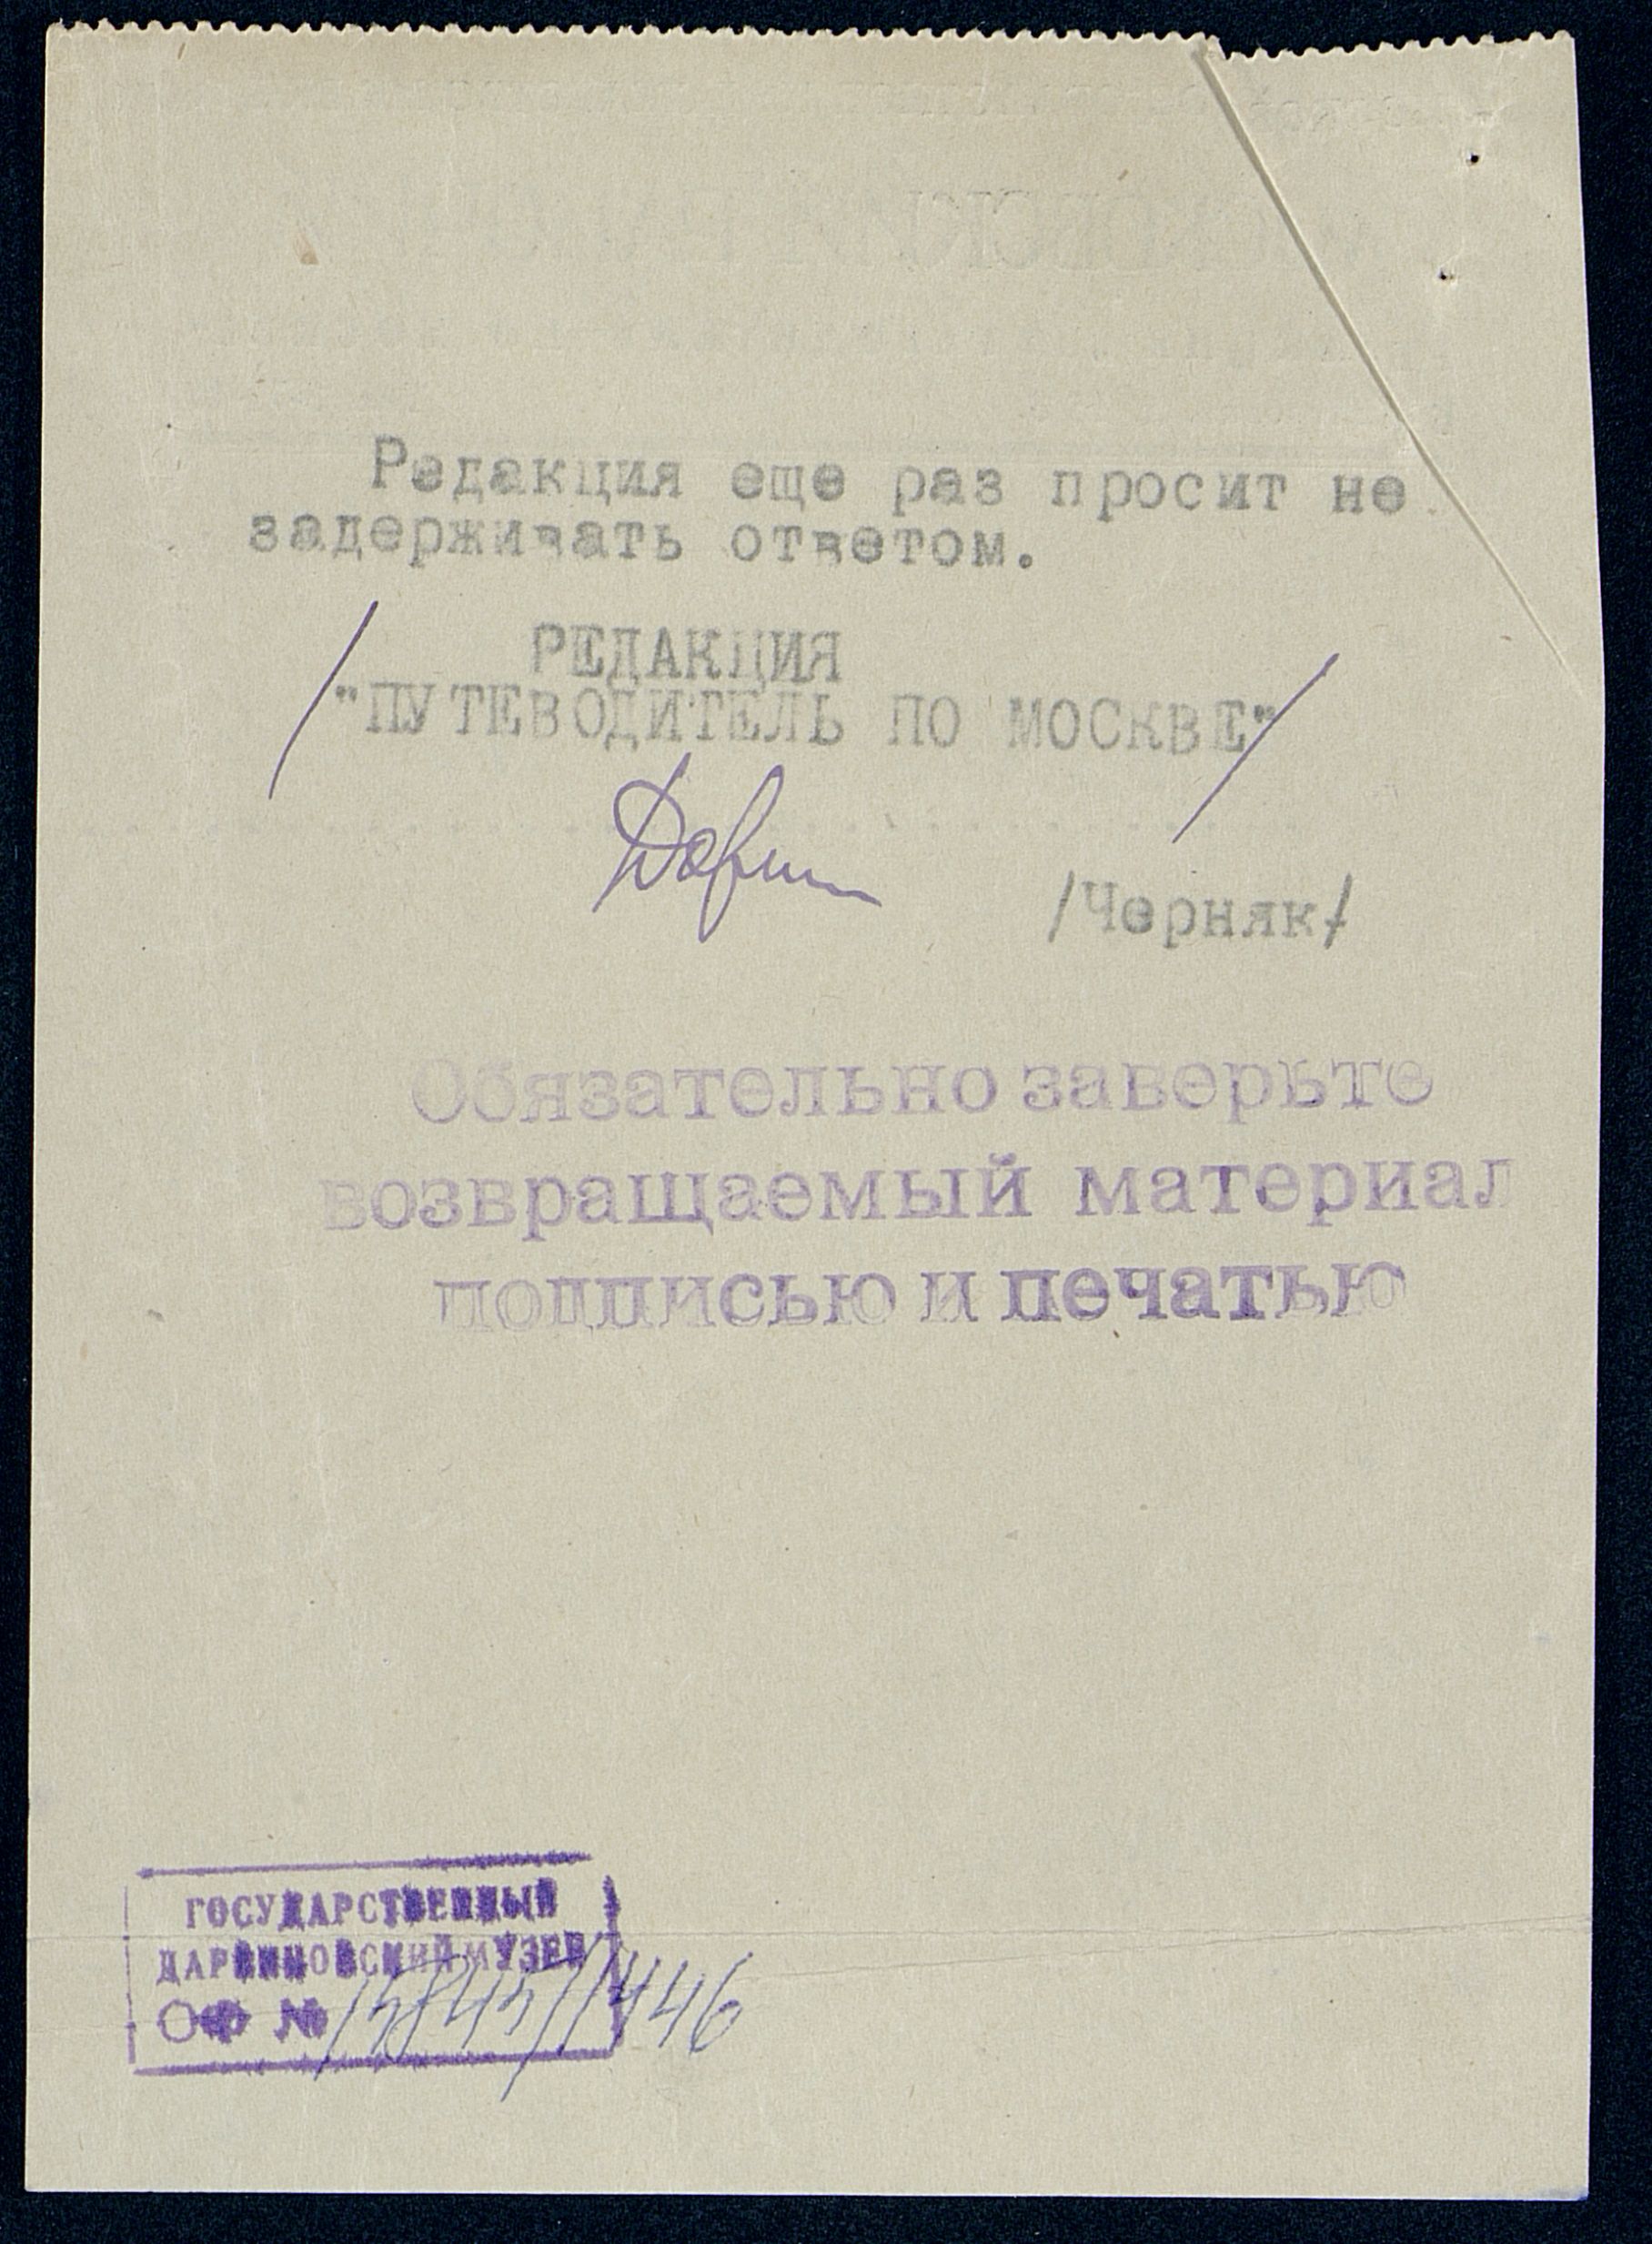 Редакция еще раз просит не
задерживать ответом.
РЕДАКЦИЯ
"ПУТЕВОДИТЕЛЬ ПО МОСКВЕ"
/Черняк/
Обязательно заверьте
возвращаемый материал
подписью и печатью
ГОСУДАРСТВЕННЫЙ
ДАРВИНОВСКИЙ МУЗЕЙ
ОФ №